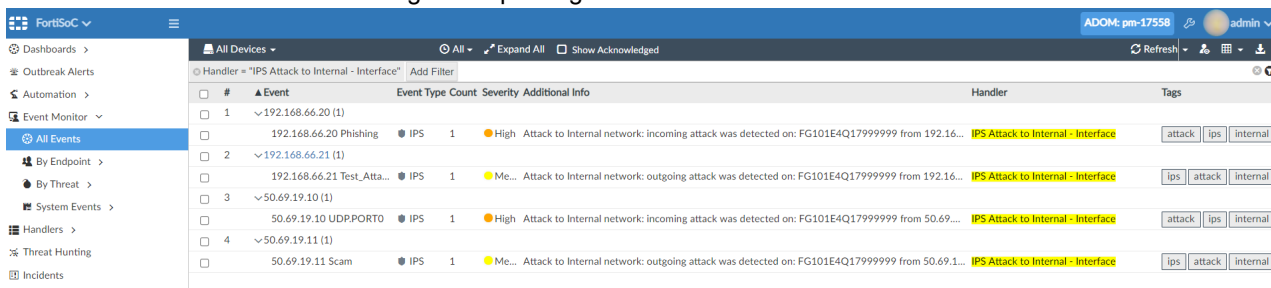 FortiSoC
ADOM: pm-17558 admin
Dashboards
All Devices All Expand All Show Acknowledged Refresh
Outbreak Alerts
Handler = "IPS Attack to Internal - Interface" Add Filter
Automation
# Event Event Type Count Severity Additional Info Handler Tags
Event Monitor
1 192.168.66.20 (1)
All Events
192.168.66.20 Phishing IPS 1 High Attack to Internal network: incoming attack was detected on: FG101E4Q17999999 from 192.16... IPS Attack to Internal - Interface attack ips internal
By Endpoint
2 192.168.66.21 (1)
By Threat
192.168.66.21 Test_Atta... IPS 1 Me... Attack to Internal network: outgoing attack was detected on: FG101E4Q17999999 from 192.16... IPS Attack to Internal - Interface ips attack internal
System Events
3 50.69.19.10 (1)
Handlers
50.69.19.10 UDP.PORT0 IPS 1 High Attack to Internal network: incoming attack was detected on: FG101E4Q17999999 from 50.69.... IPS Attack to Internal - Interface attack ips internal
Threat Hunting
4 50.69.19.11 (1)
Incidents
50.69.19.11 Scam IPS 1 Me... Attack to Internal network: outgoing attack was detected on: FG101E4Q17999999 from 50.69.1... IPS Attack to Internal - Interface ips attack internal